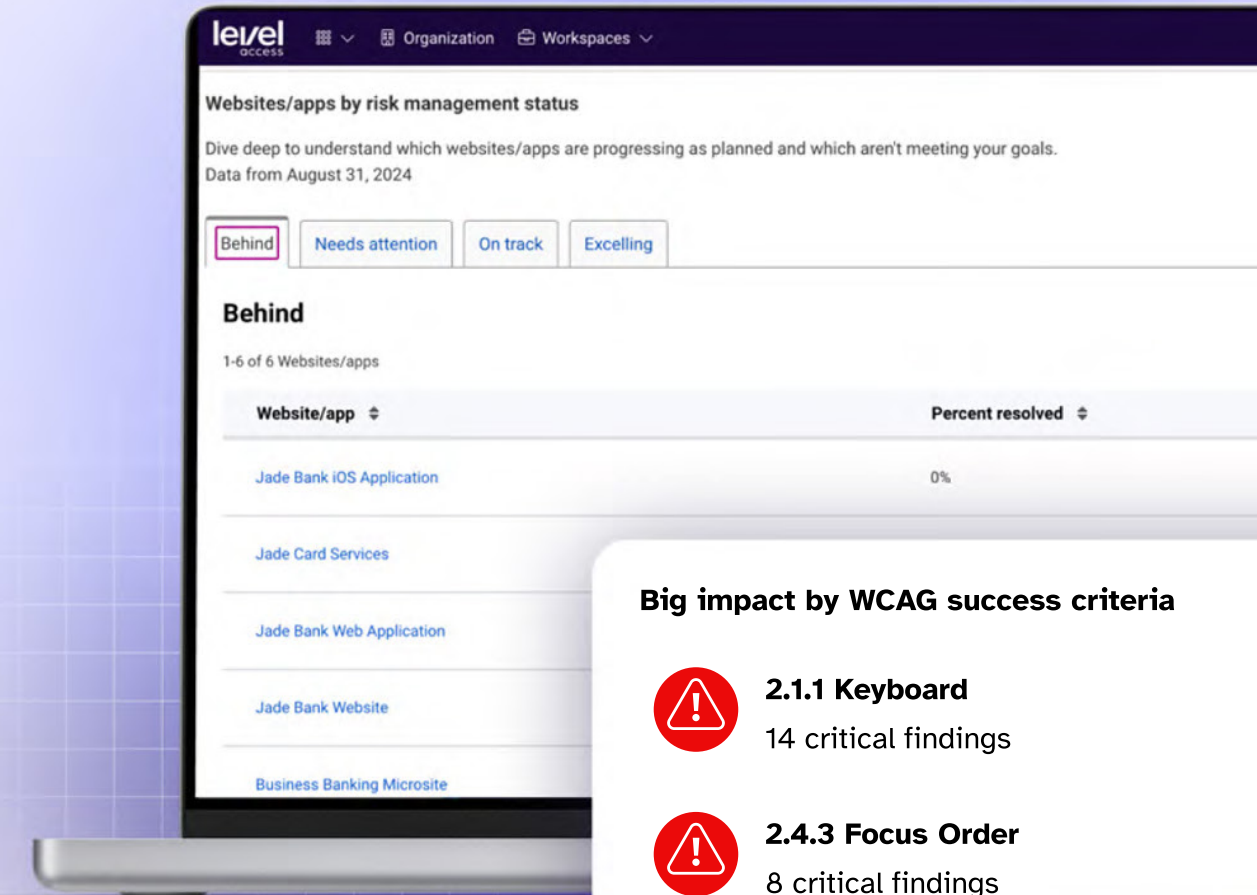 level access
Organization
Workspaces
Websites/apps by risk management status
Dive deep to understand which websites/apps are progressing as planned and which aren't meeting your goals.
Data from August 31, 2024
Behind
Needs attention
On track
Excelling
Behind
1-6 of 6 Websites/apps
Website/app
Percent resolved
Jade Bank iOS Application
0%
Jade Card Services
Jade Bank Web Application
Jade Bank Website
Business Banking Microsite
Big impact by WCAG success criteria
2.1.1 Keyboard
14 critical findings
2.4.3 Focus Order
8 critical findings